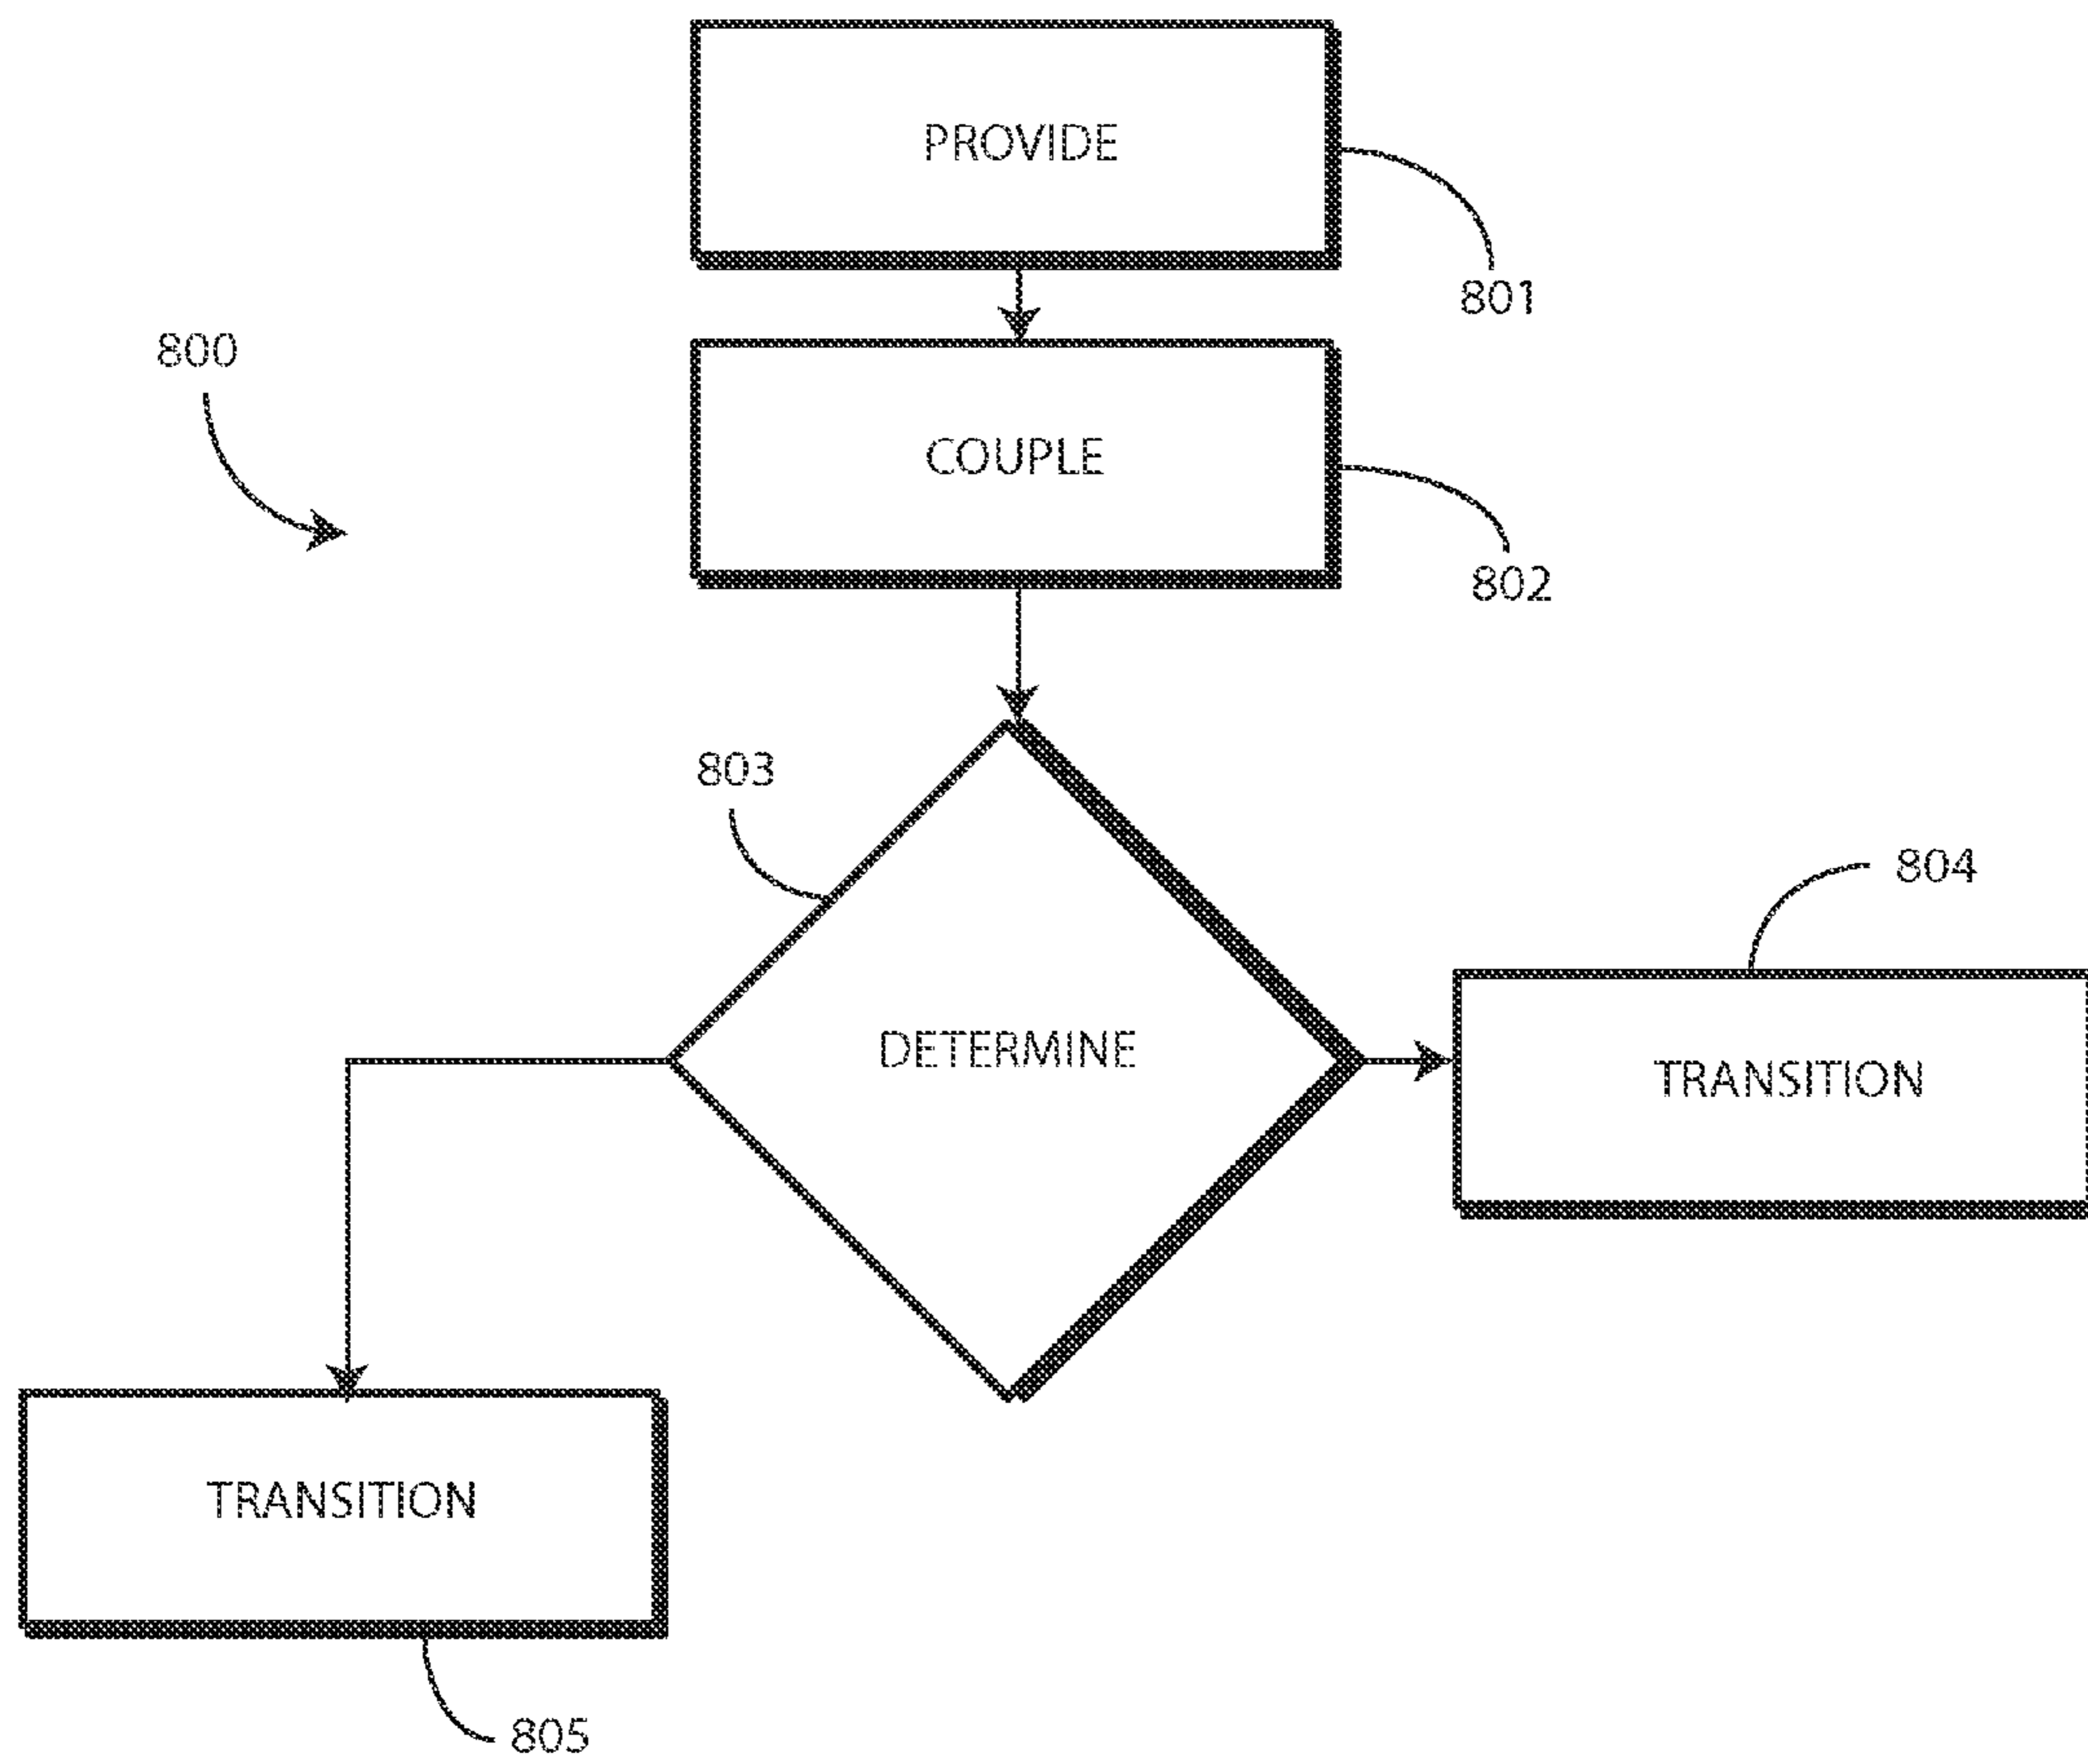 PROVIDE
801
800
COUPLE
802
803
804
DETERMINE
TRANSITION
TRANSITION
805